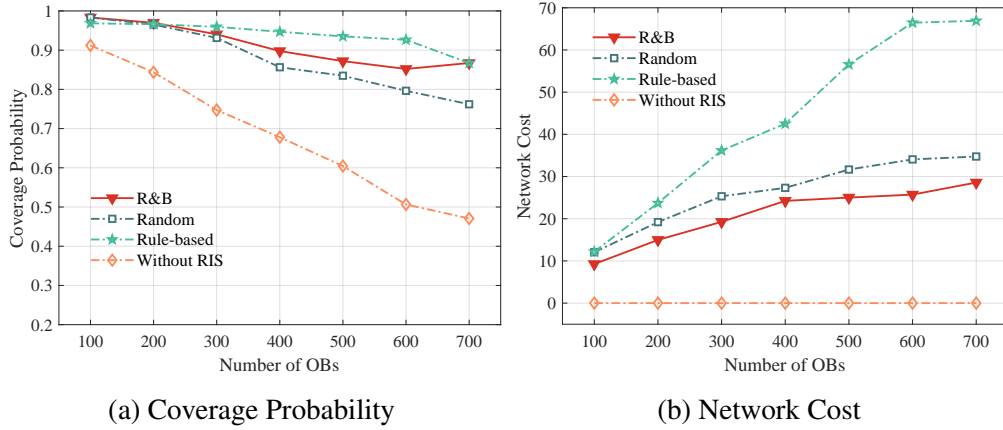 1
0.9
0.8
0.7
0.6
0.5
0.4
0.3
0.2
Coverage Probability
R&B
Random
Rule-based
Without RIS
100 200 300 400 500 600 700
Number of OBs
(a) Coverage Probability
70
60
50
40
30
20
10
0
Network Cost
R&B
Random
Rule-based
Without RIS
100 200 300 400 500 600 700
Number of OBs
(b) Network Cost